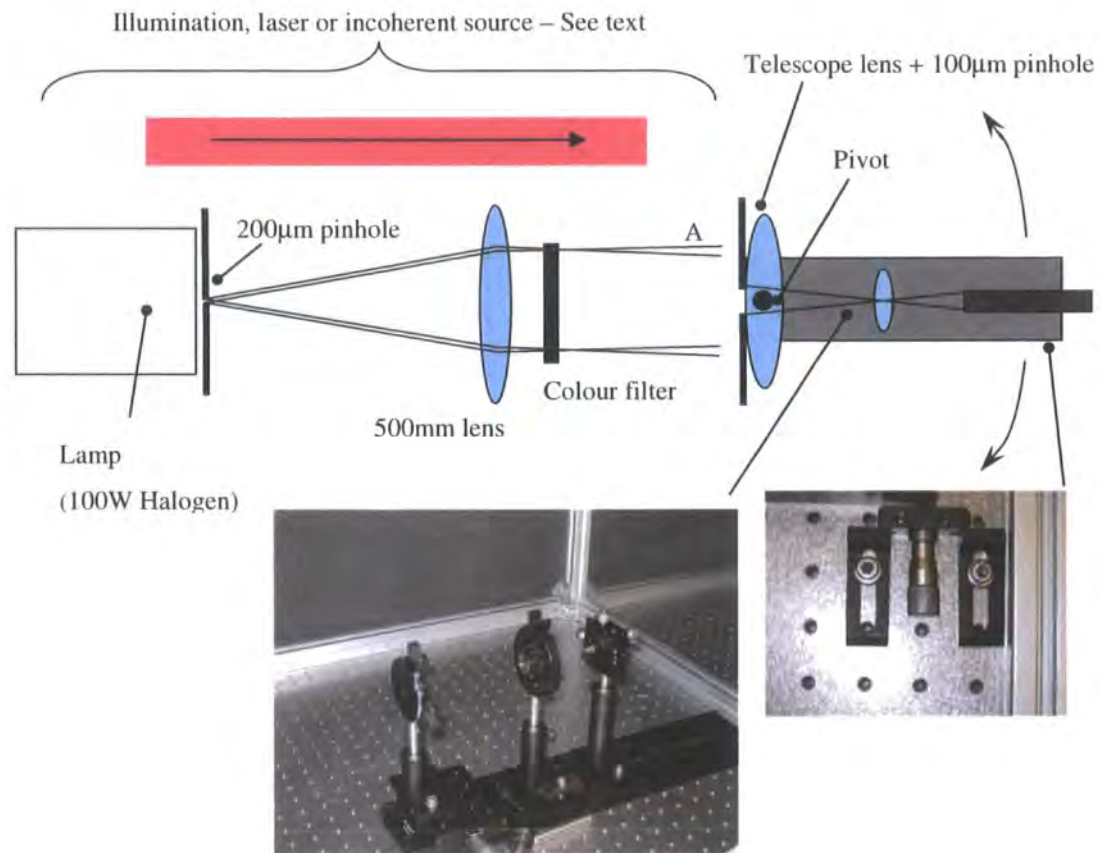 Illumination, laser or incoherent source – See text
Telescope lens + 100μm pinhole
Pivot
200μm pinhole
A
Colour filter
500mm lens
Lamp
(100W Halogen)